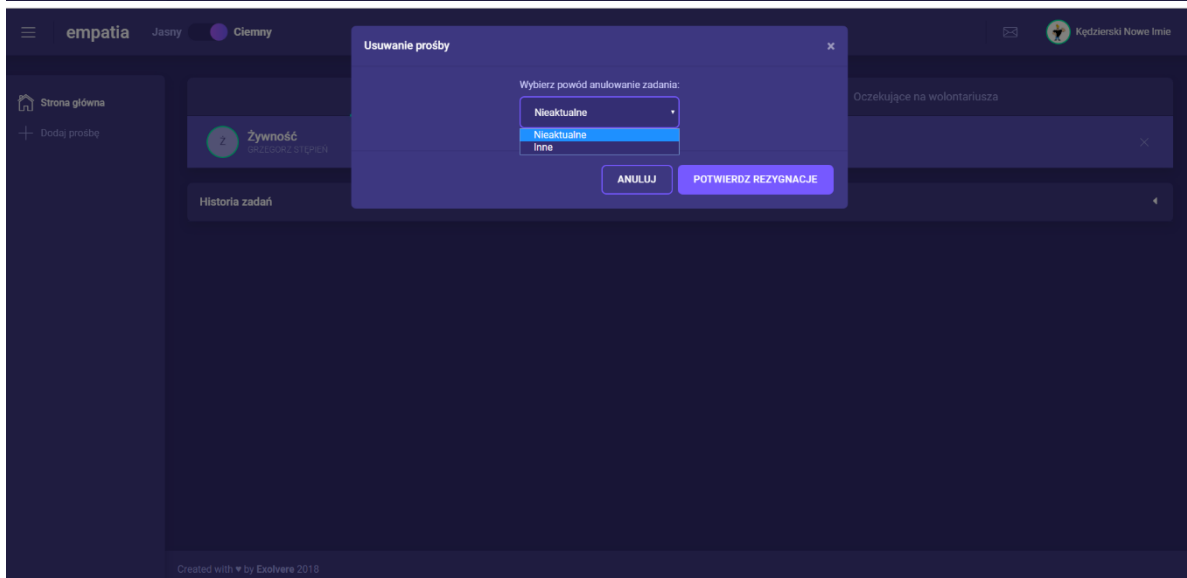 empatia Jasny Ciemny
Kędzierski Nowe Imie
Usuwanie prośby ×
Wybierz powód anulowanie zadania:
Nieaktualne
Nieaktualne
Inne
ANULUJ POTWIERDZ REZYGNACJE
Strona główna
Dodaj prośbę
Oczekujące na wolontariusza
Ż Żywność
GRZEGORZ STĘPIEŃ
Historia zadań
Created with ♥ by Exolvere 2018